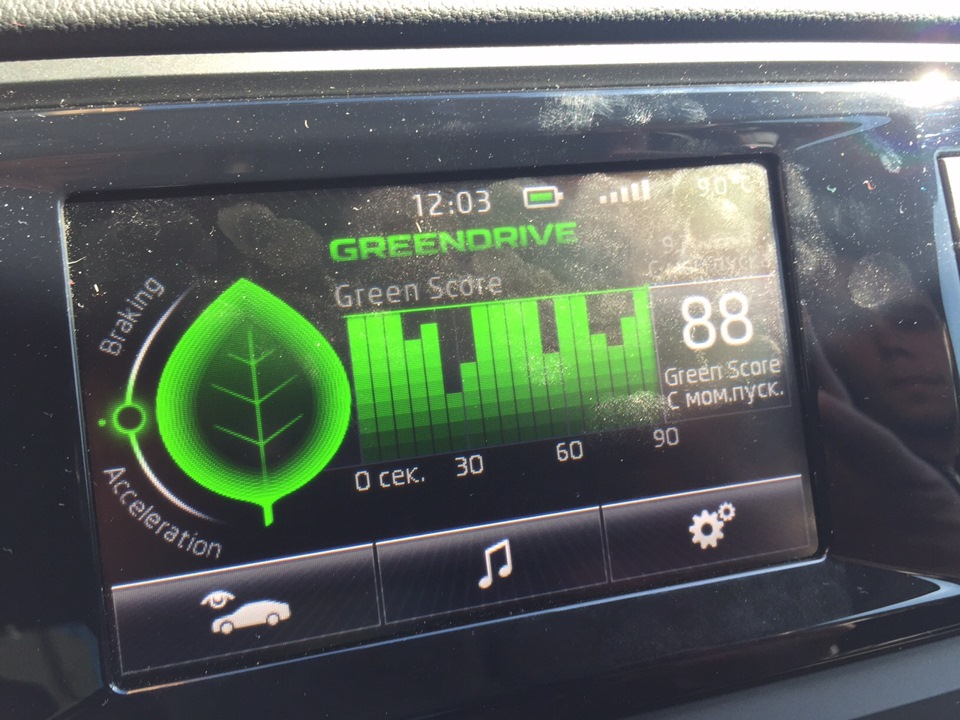 12:03
9.0°C
GREENDRIVE
Green Score
Braking
88
Green Score
С мом.пуск.
0 сек.
30
60
90
Acceleration